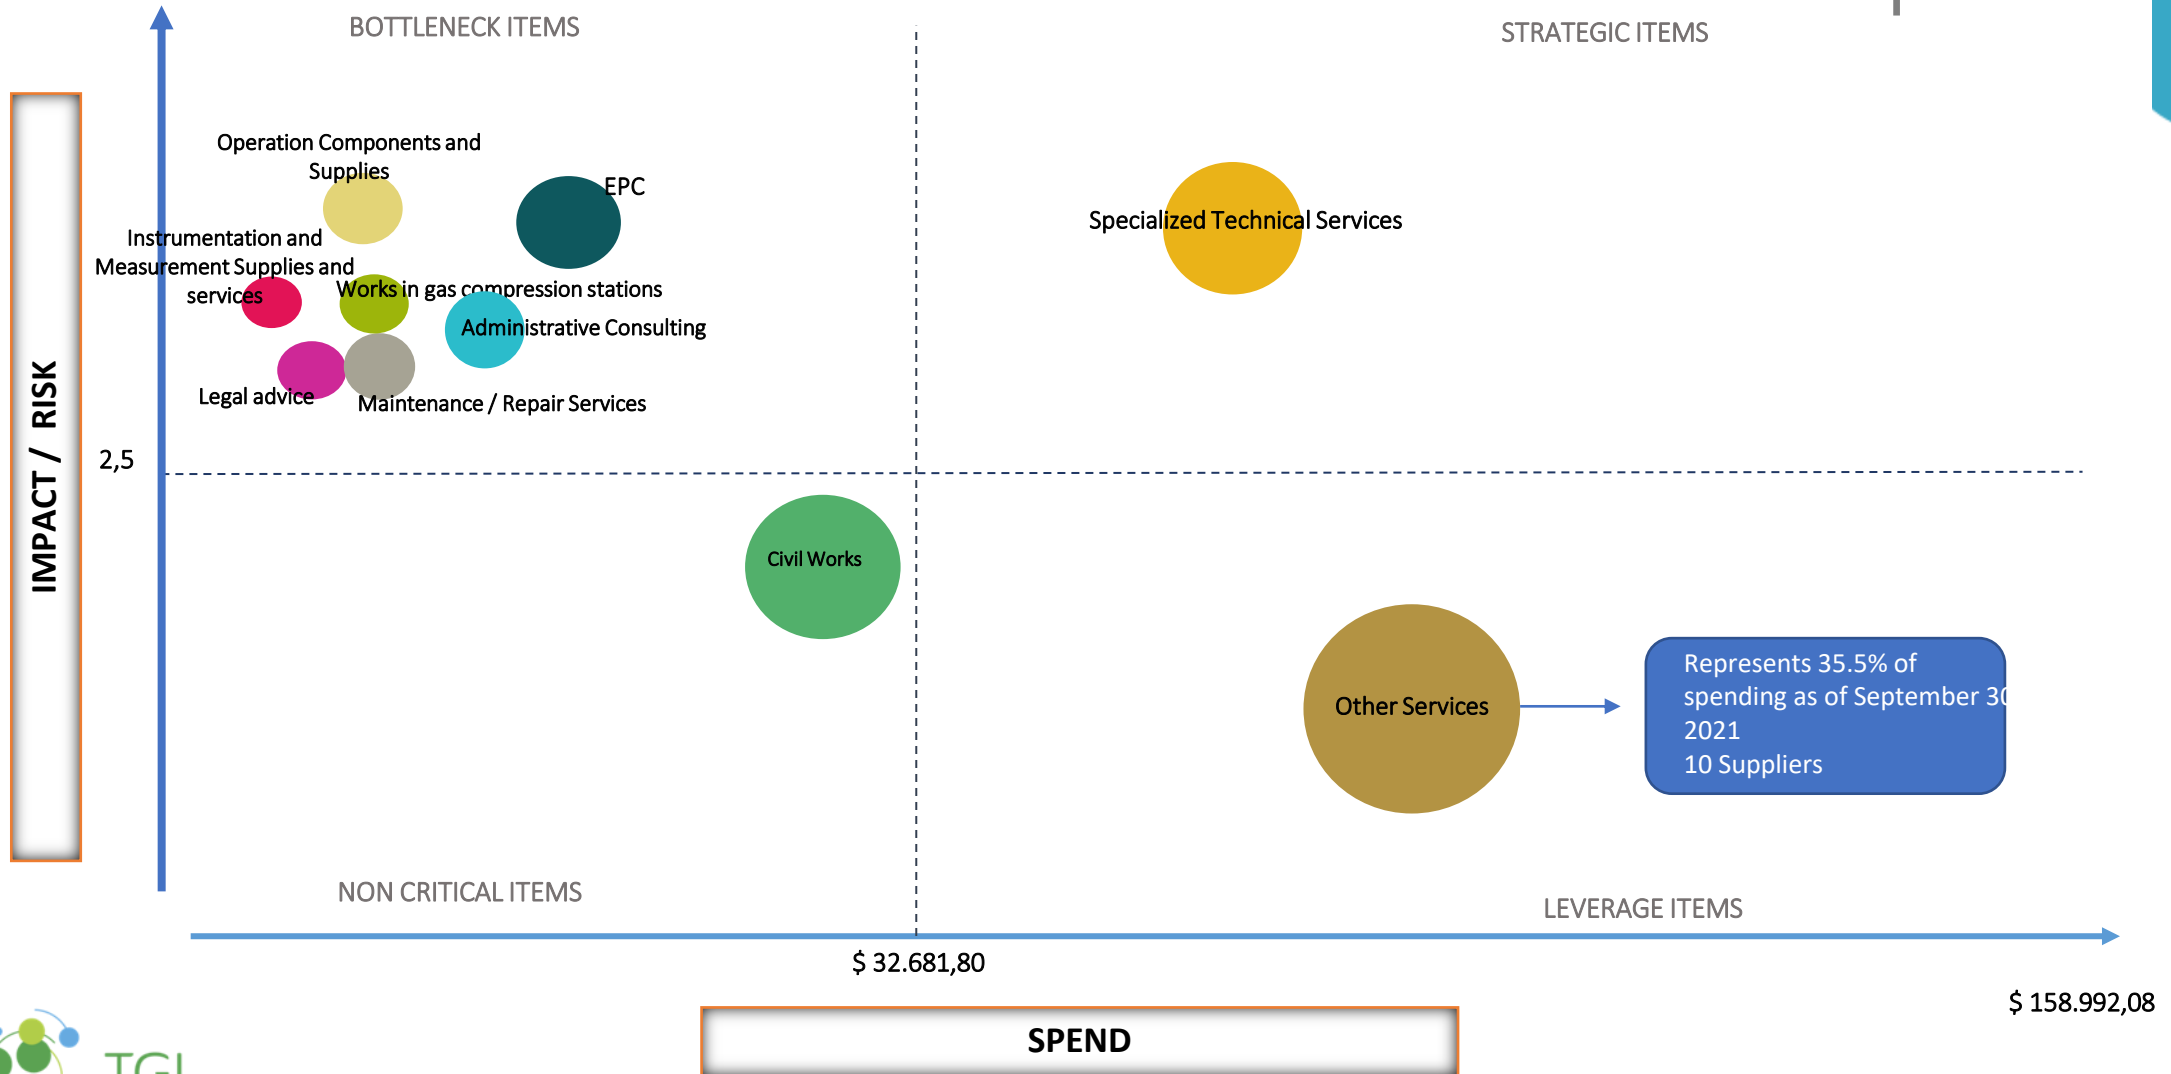 BOTTLENECK ITEMS
STRATEGIC ITEMS
Operation Components and
Supplies
EPC
Specialized Technical Services
Instrumentation and
Measurement Supplies and
services
Works in gas compression stations
Administrative Consulting
Legal advice
Maintenance / Repair Services
IMPACT / RISK
2,5
Civil Works
Other Services
Represents 35.5% of
spending as of September 30
2021
10 Suppliers
NON CRITICAL ITEMS
LEVERAGE ITEMS
$ 32.681,80
$ 158.992,08
SPEND
TGI